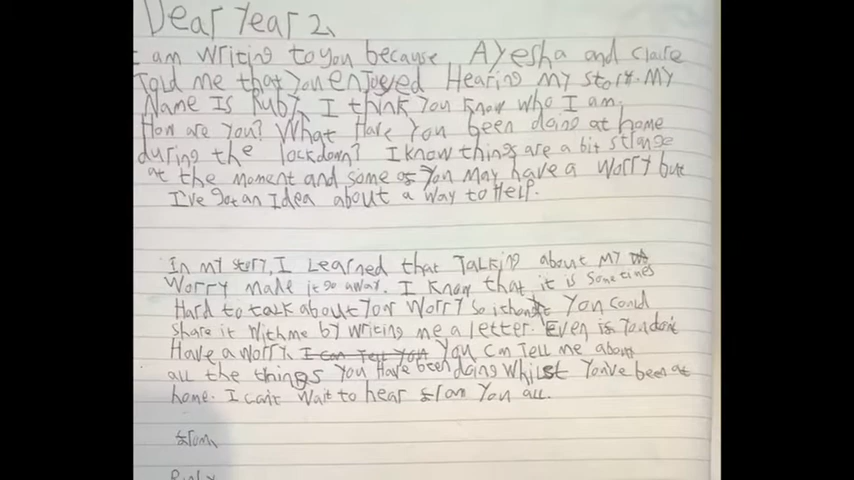 Dear Year 2,
I am writing to you because Ayesha and Claire
Told me that you enjoyed Hearing my story. My
Name Is Ruby, I think You know who I am.
How are You? What Have You been doing at home
during the lockdown? I know things are a bit strange
at the moment and some of You may have a worry but
I've got an Idea about a way to Help.
In my story, I Learned that Talking about my
Worry made it go away. I know that it is sometimes
Hard to talk about your worry so i thought You could
share it with me by writing me a letter. Even if You don't
Have a worry, I can Tell You You can Tell me about
all the things You Have been doing Whilst You've been at
home. I can't wait to hear from You all.
from,
Ruby